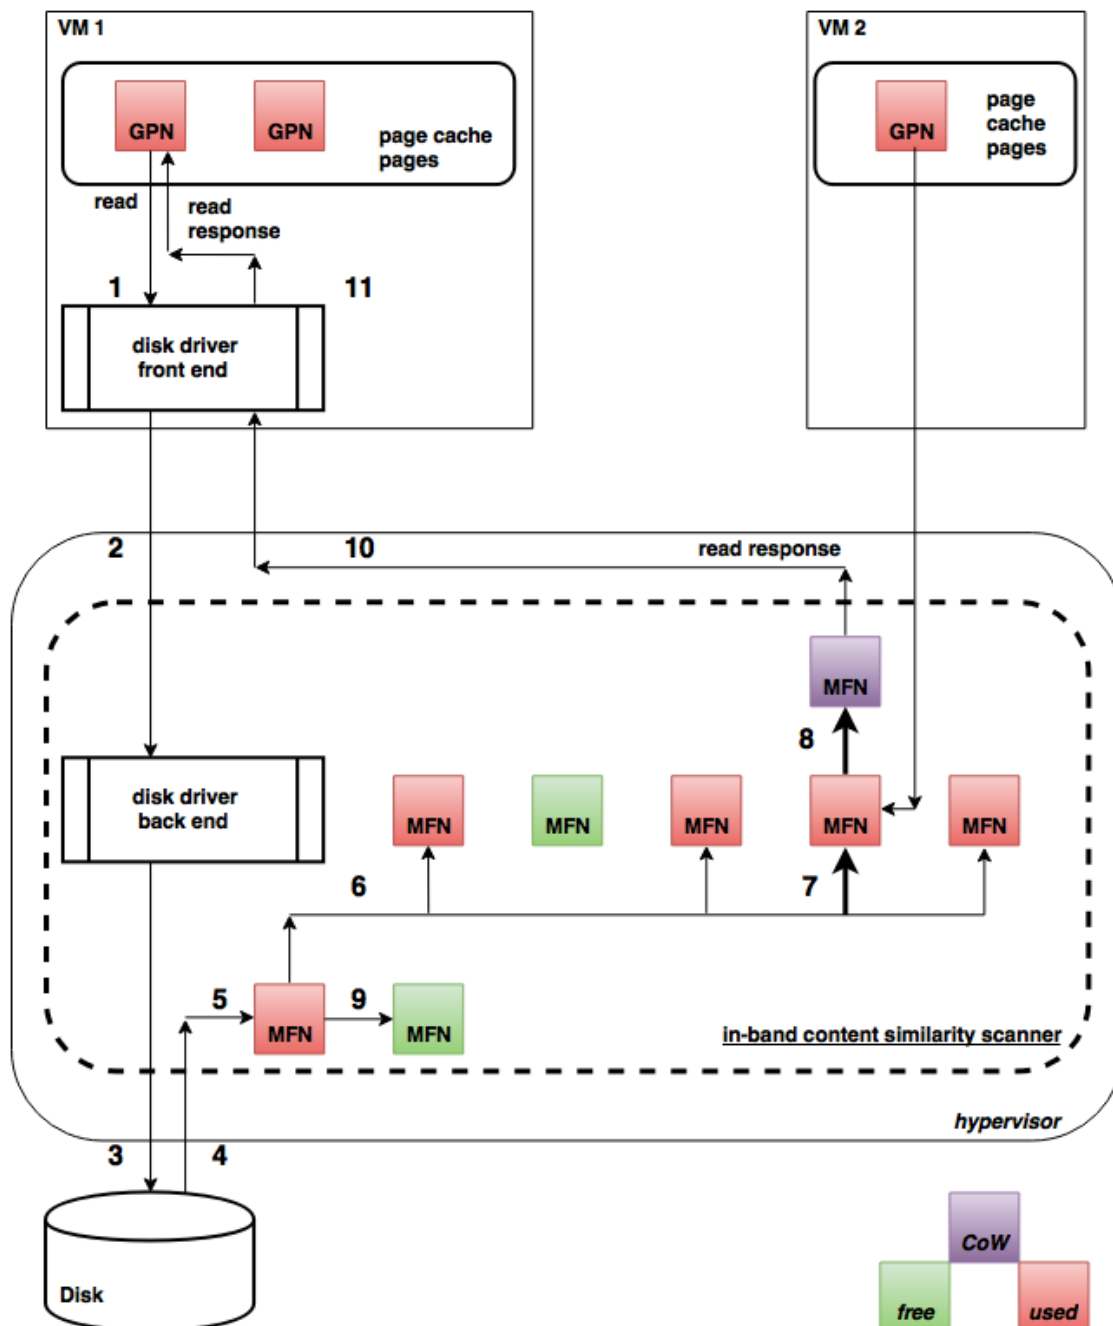 VM 1
VM 2
GPN
GPN
page cache
pages
GPN
page
cache
pages
read
read
response
1
11
disk driver
front end
2
10
read response
MFN
8
disk driver
back end
MFN
MFN
MFN
MFN
MFN
6
7
5
9
MFN
MFN
in-band content similarity scanner
hypervisor
3
4
Disk
CoW
free
used